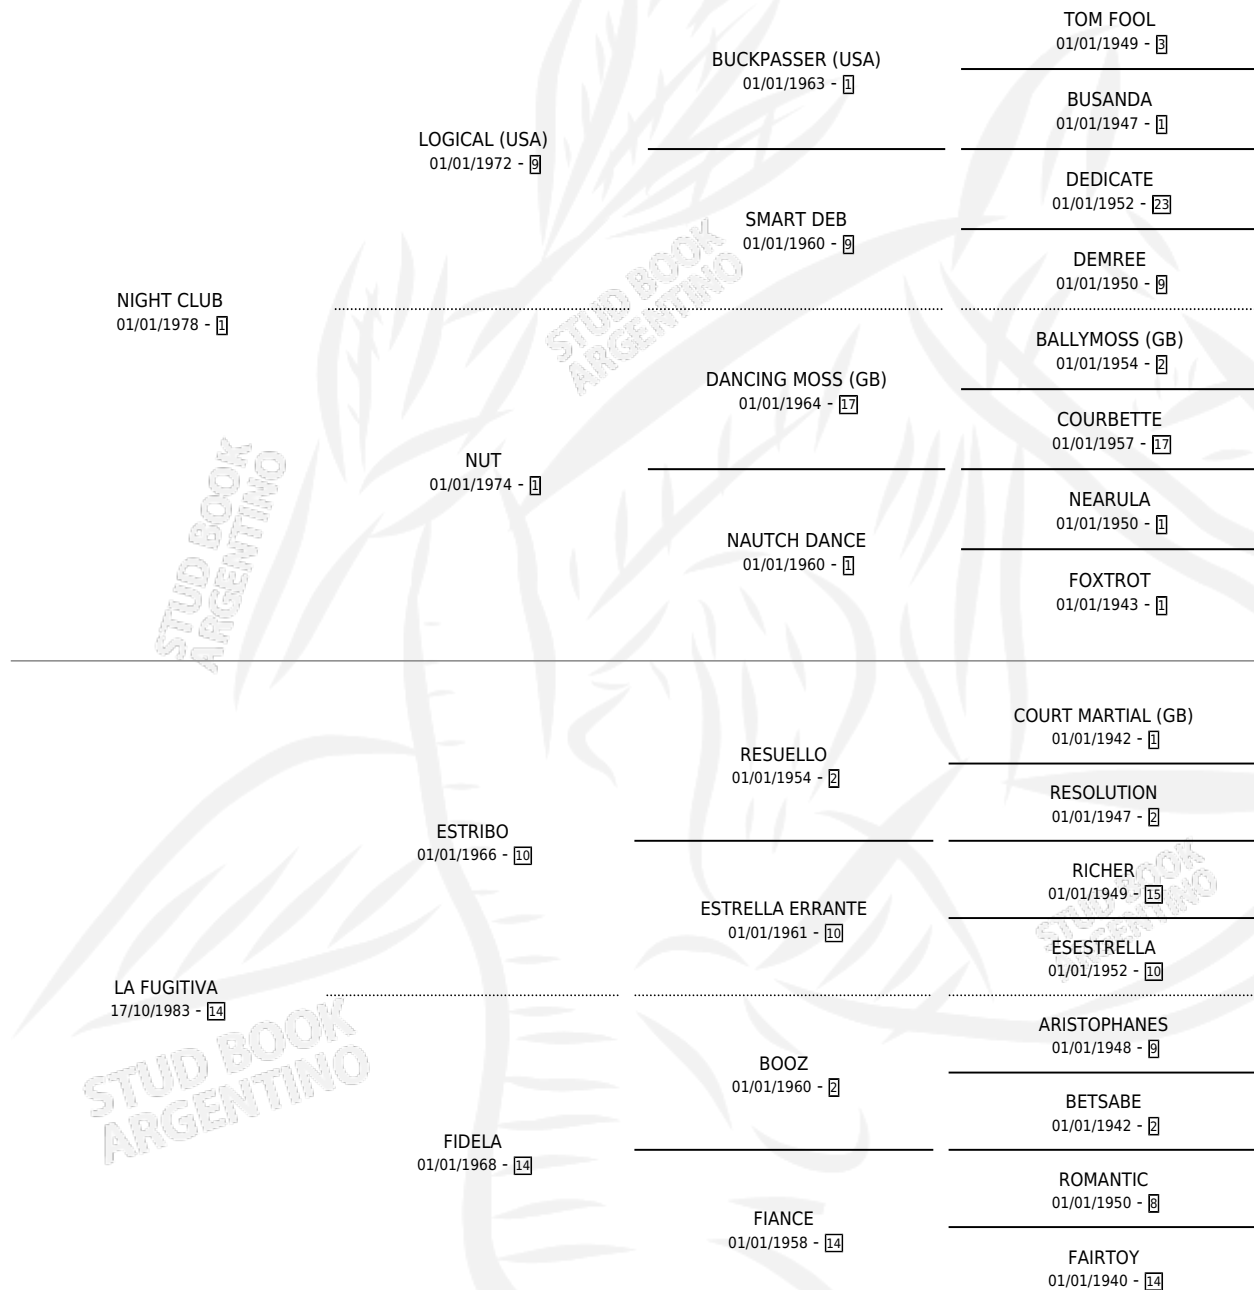 NIGHT CLUB
01/01/1978 - 1
LOGICAL (USA)
01/01/1972 - 9
NUT
01/01/1974 - 1
BUCKPASSER (USA)
01/01/1963 - 1
SMART DEB
01/01/1960 - 9
DANCING MOSS (GB)
01/01/1964 - 17
NAUTCH DANCE
01/01/1960 - 1
TOM FOOL
01/01/1949 - 3
BUSANDA
01/01/1947 - 1
DEDICATE
01/01/1952 - 23
DEMREE
01/01/1950 - 9
BALLYMOSS (GB)
01/01/1954 - 2
COURBETTE
01/01/1957 - 17
NEARULA
01/01/1950 - 1
FOXTROT
01/01/1943 - 1
STUD BOOK
ARGENTINO
STUD BOOK
ARGENTINO
LA FUGITIVA
17/10/1983 - 14
ESTRIBO
01/01/1966 - 10
FIDELA
01/01/1968 - 14
RESUELLO
01/01/1954 - 2
ESTRELLA ERRANTE
01/01/1961 - 10
BOOZ
01/01/1960 - 2
FIANCE
01/01/1958 - 14
COURT MARTIAL (GB)
01/01/1942 - 1
RESOLUTION
01/01/1947 - 2
RICHER
01/01/1949 - 15
ESESTRELLA
01/01/1952 - 10
ARISTOPHANES
01/01/1948 - 9
BETSABE
01/01/1942 - 2
ROMANTIC
01/01/1950 - 8
FAIRTOY
01/01/1940 - 14
STUD BOOK
ARGENTINO
STUD BOOK
ARGENTINO